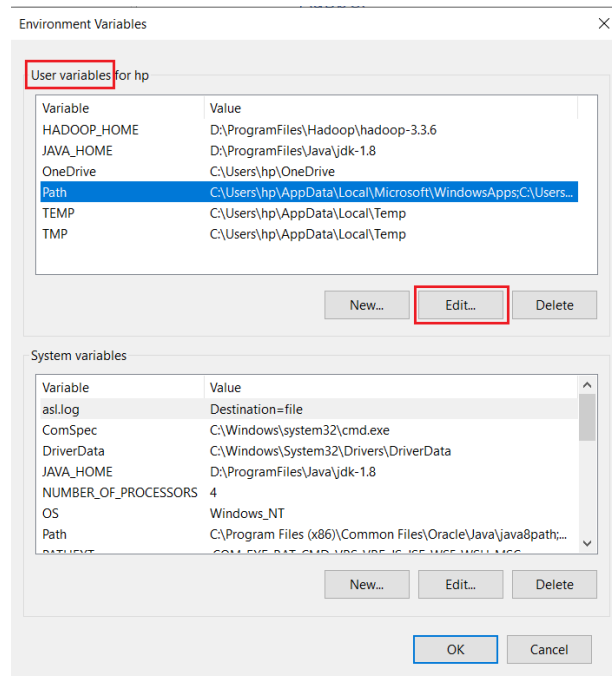 Environment Variables
User variables for hp
Variable Value
HADOOP_HOME D:\ProgramFiles\Hadoop\hadoop-3.3.6
JAVA_HOME D:\ProgramFiles\Java\jdk-1.8
OneDrive C:\Users\hp\OneDrive
Path C:\Users\hp\AppData\Local\Microsoft\WindowsApps;C:\Users...
TEMP C:\Users\hp\AppData\Local\Temp
TMP C:\Users\hp\AppData\Local\Temp
New... Edit... Delete
System variables
Variable Value
asl.log Destination=file
ComSpec C:\Windows\system32\cmd.exe
DriverData C:\Windows\System32\Drivers\DriverData
JAVA_HOME D:\ProgramFiles\Java\jdk-1.8
NUMBER_OF_PROCESSORS 4
OS Windows_NT
Path C:\Program Files (x86)\Common Files\Oracle\Java\java8path;...
New... Edit... Delete
OK Cancel